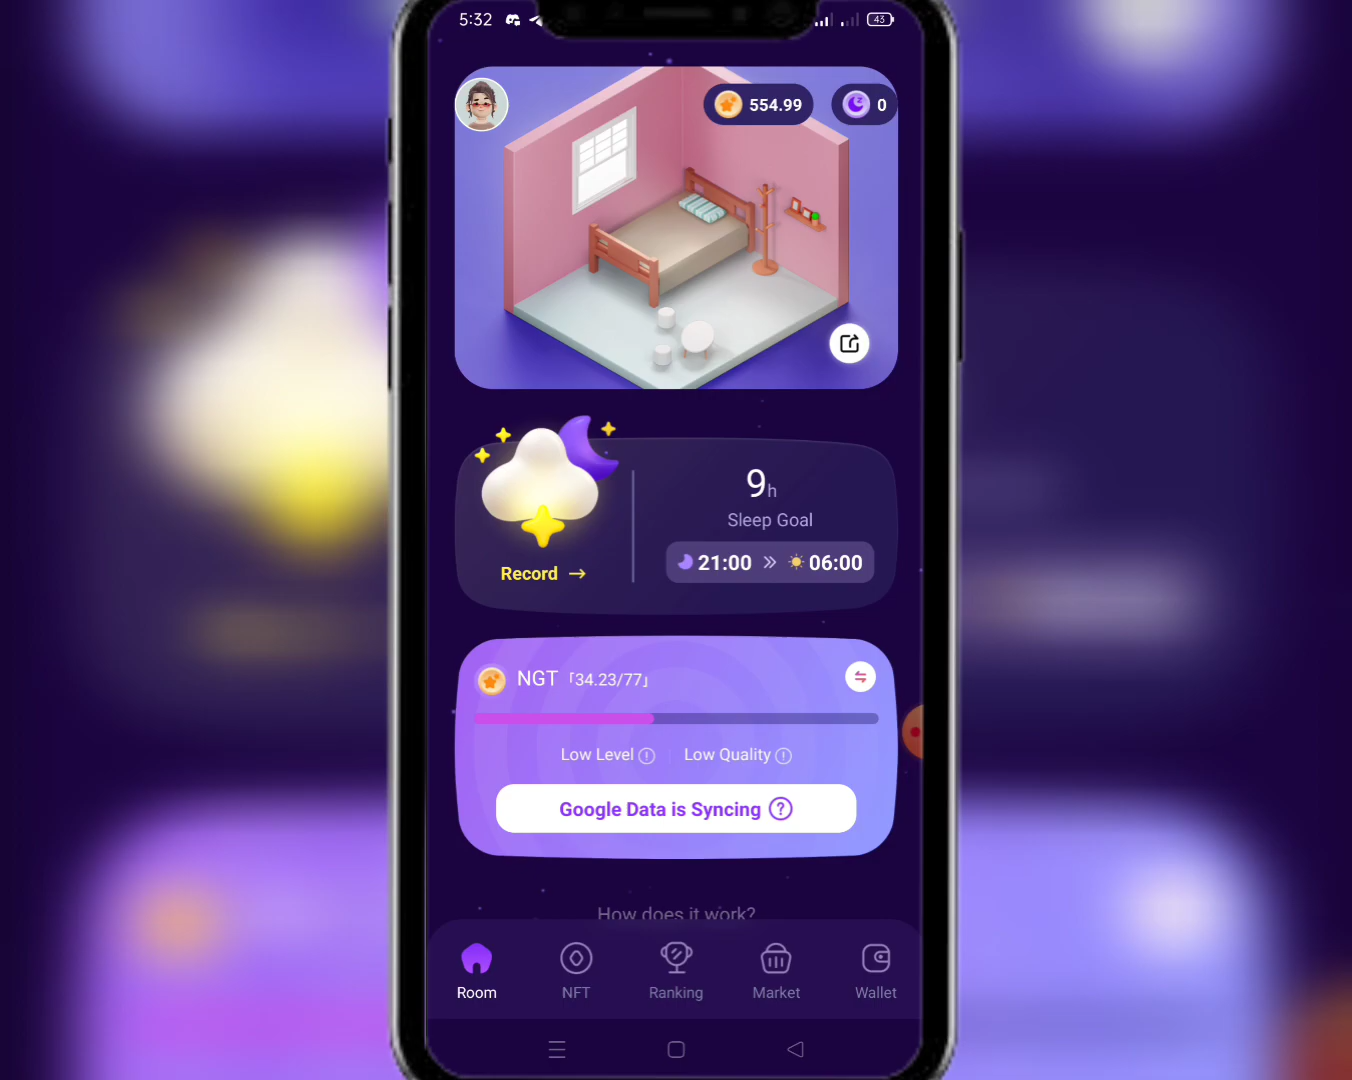 5:32
43
554.99
0
9h
Sleep Goal
21:00 » 06:00
Record →
NGT 「34.23/77」
Low Level
Low Quality
Google Data is Syncing ?
How does it work?
Room
NFT
Ranking
Market
Wallet